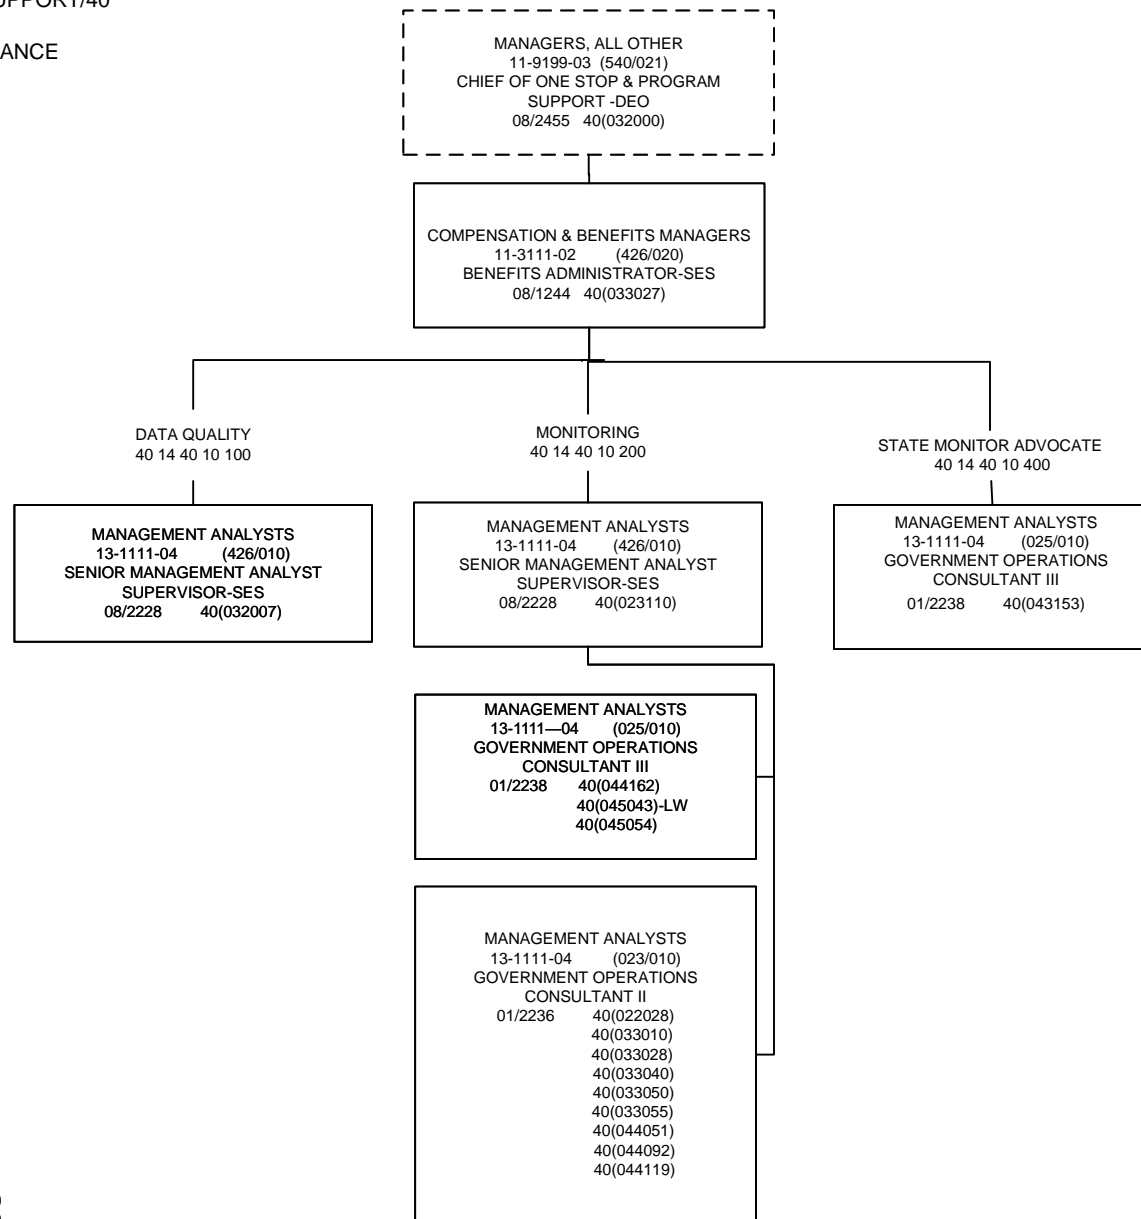 MANAGERS, ALL OTHER
11-9199-03 (540/021)
CHIEF OF ONE STOP & PROGRAM
SUPPORT -DEO
08/2455 40(032000)
ANCE
COMPENSATION & BENEFITS MANAGERS
11-3111-02 (426/020)
BENEFITS ADMINISTRATOR-SES
08/1244 40(033027)
DATA QUALITY
40 14 40 10 100
MONITORING
40 14 40 10 200
STATE MONITOR ADVOCATE
40 14 40 10 400
MANAGEMENT ANALYSTS
13-1111-04 (426/010)
SENIOR MANAGEMENT ANALYST
SUPERVISOR-SES
08/2228 40(032007)
MANAGEMENT ANALYSTS
13-1111-04 (426/010)
SENIOR MANAGEMENT ANALYST
SUPERVISOR-SES
08/2228 40(023110)
MANAGEMENT ANALYSTS
13-1111-04 (025/010)
GOVERNMENT OPERATIONS
CONSULTANT III
01/2238 40(043153)
MANAGEMENT ANALYSTS
13-1111—04 (025/010)
GOVERNMENT OPERATIONS
CONSULTANT III
01/2238 40(044162)
40(045043)-LW
40(045054)
MANAGEMENT ANALYSTS
13-1111-04 (023/010)
GOVERNMENT OPERATIONS
CONSULTANT II
01/2236 40(022028)
40(033010)
40(033028)
40(033040)
40(033050)
40(033055)
40(044051)
40(044092)
40(044119)